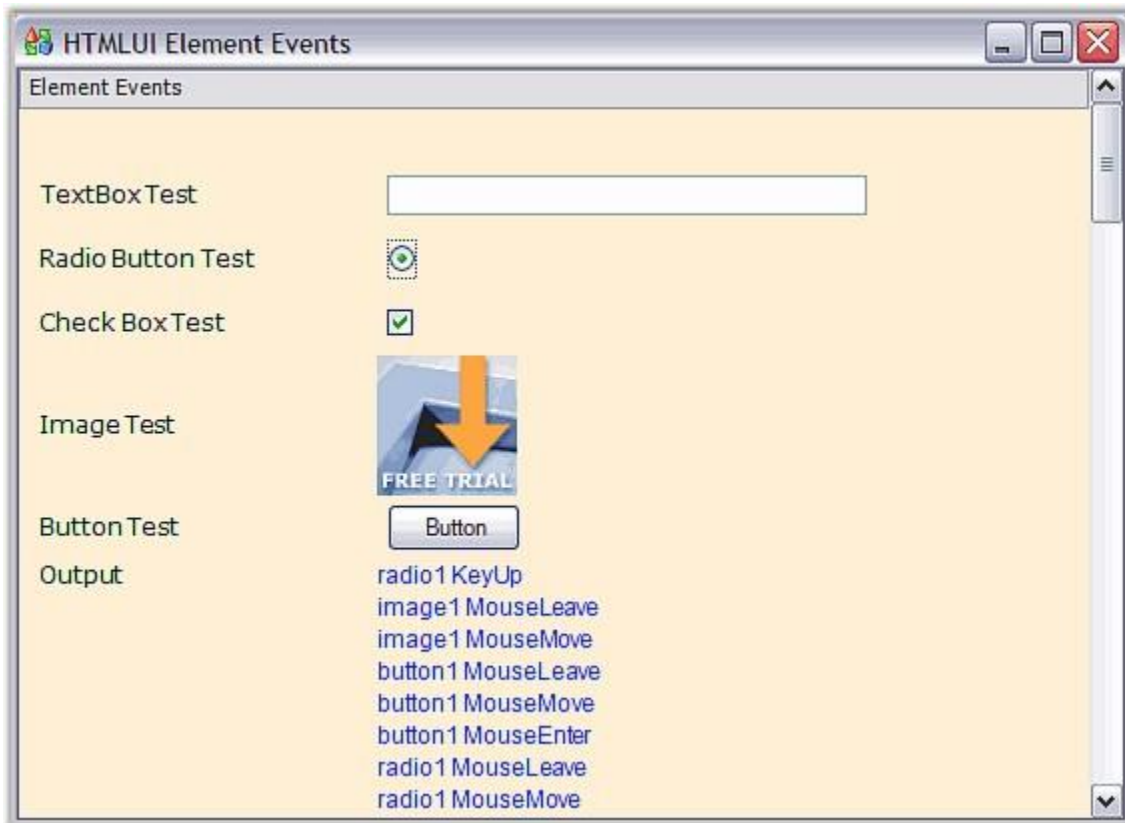 HTMLUI Element Events
Element Events
TextBox Test
Radio Button Test
Check Box Test
Image Test
FREE TRIAL
Button Test
Button
Output
radio1 KeyUp
image1 MouseLeave
image1 MouseMove
button1 MouseLeave
button1 MouseMove
button1 MouseEnter
radio1 MouseLeave
radio1 MouseMove